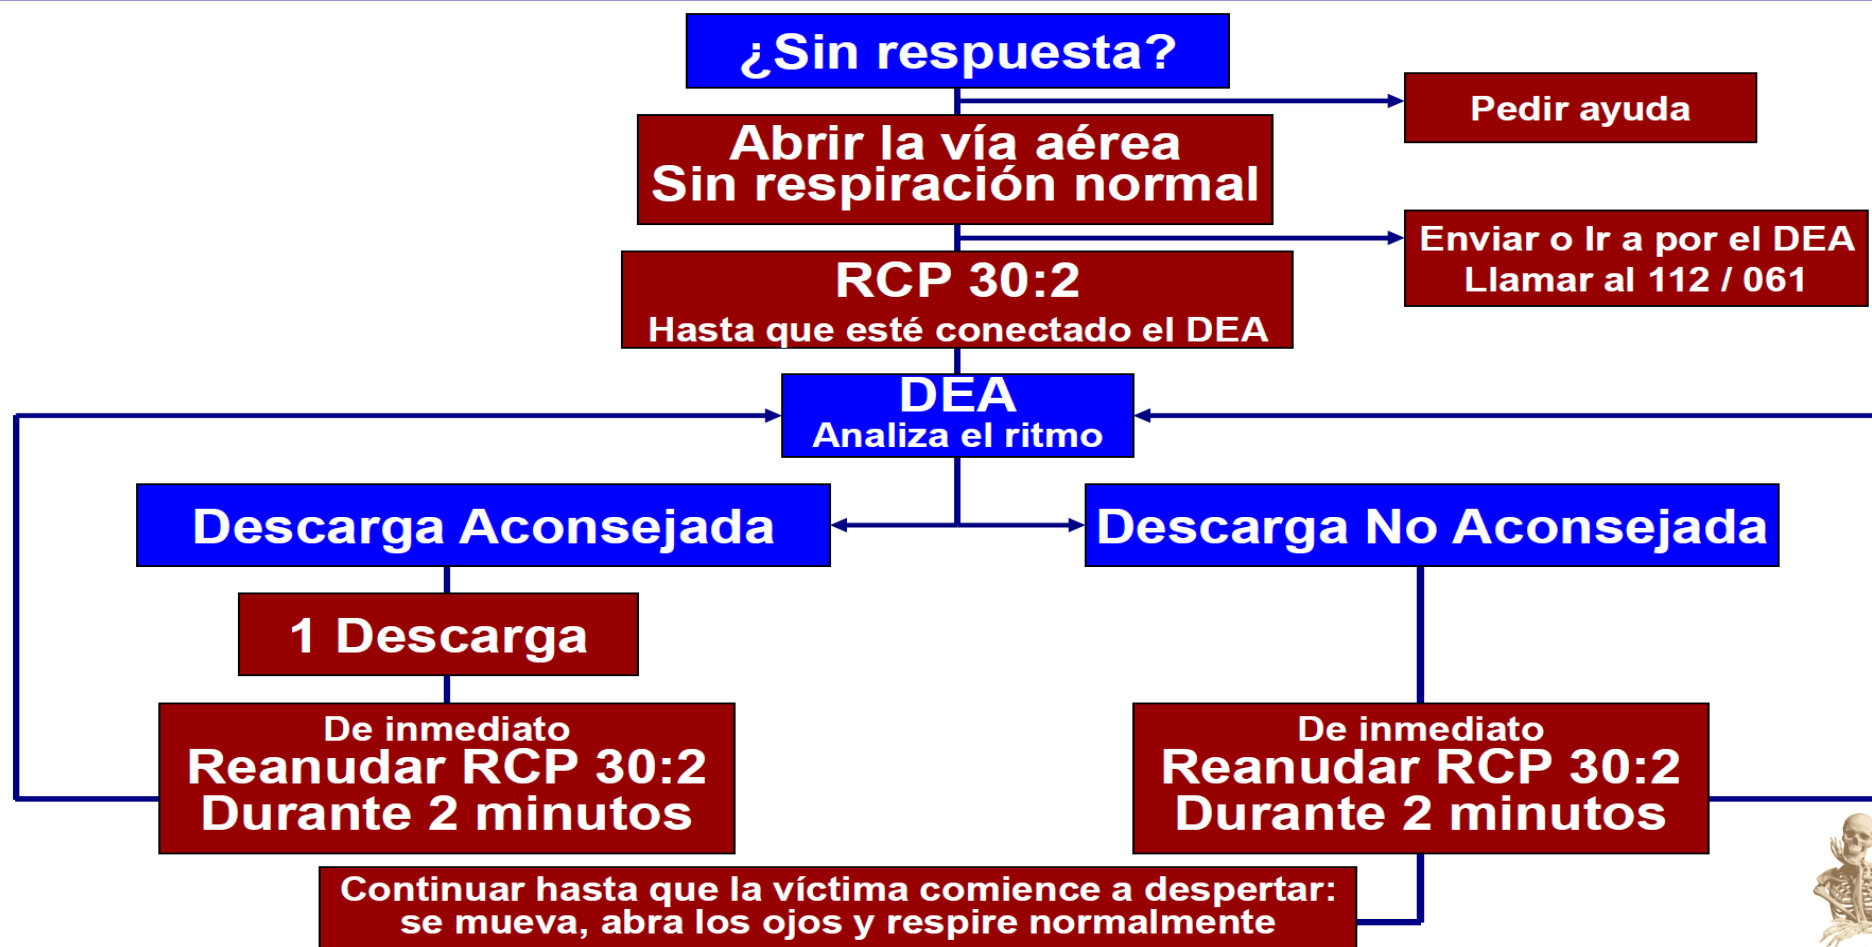 ¿Sin respuesta?
Pedir ayuda
Abrir la vía aérea
Sin respiración normal
Enviar o Ir a por el DEA
Llamar al 112 / 061
RCP 30:2
Hasta que esté conectado el DEA
DEA
Analiza el ritmo
Descarga Aconsejada
Descarga No Aconsejada
1 Descarga
De inmediato
Reanudar RCP 30:2
Durante 2 minutos
De inmediato
Reanudar RCP 30:2
Durante 2 minutos
Continuar hasta que la víctima comience a despertar:
se mueva, abra los ojos y respire normalmente